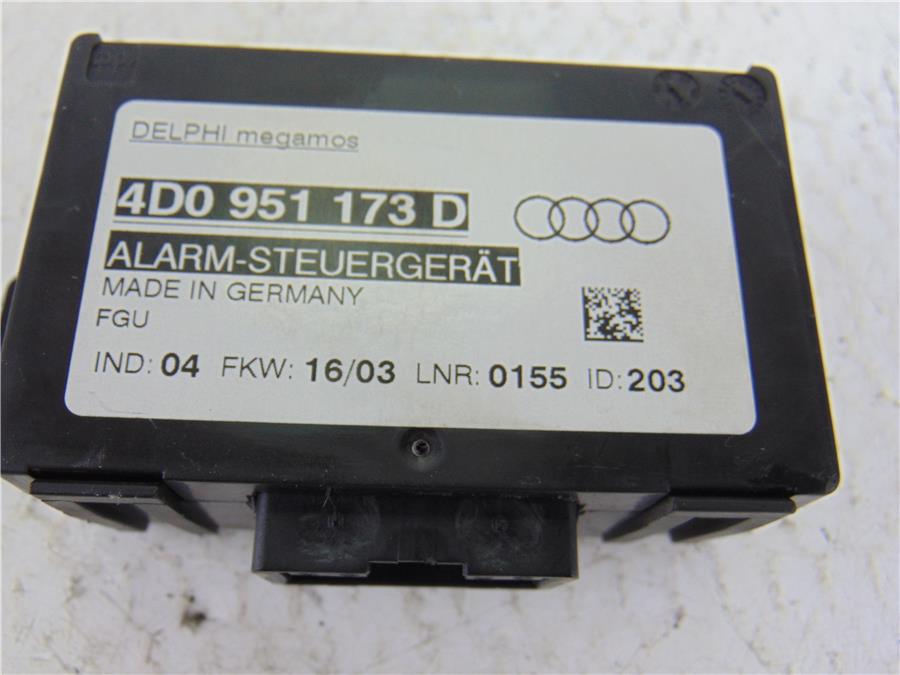 DELPHI megamos
4D0 951 173 D
ALARM-STEUERGERÄT
MADE IN GERMANY
FGU
IND: 04 FKW: 16/03 LNR: 0155 ID: 203